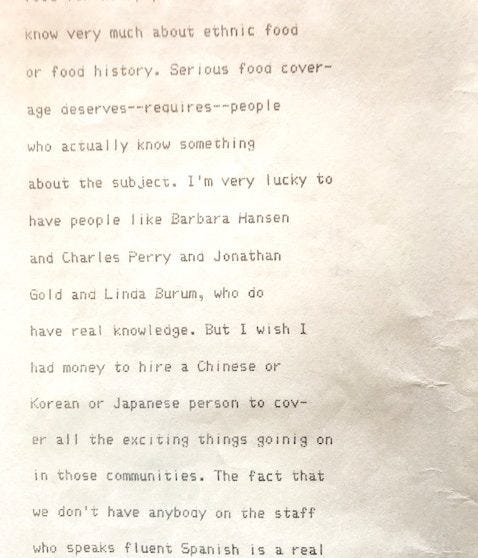 know very much about ethnic food
or food history. Serious food cover-
age deserves--requires--people
who actually know something
about the subject. I'm very lucky to
have people like Barbara Hansen
and Charles Perry and Jonathan
Gold and Linda Burum, who do
have real knowledge. But I wish I
had money to hire a Chinese or
Korean or Japanese person to cov-
er all the exciting things goinig on
in those communities. The fact that
we don't have anybody on the staff
who speaks fluent Spanish is a real